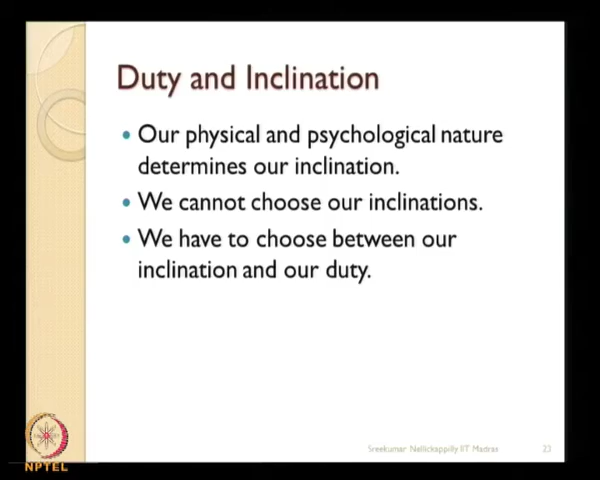 Duty and Inclination
• Our physical and psychological nature
determines our inclination.
• We cannot choose our inclinations.
• We have to choose between our
inclination and our duty.
Sreekumar Nellickappilly IIT Madras 23
NPTEL